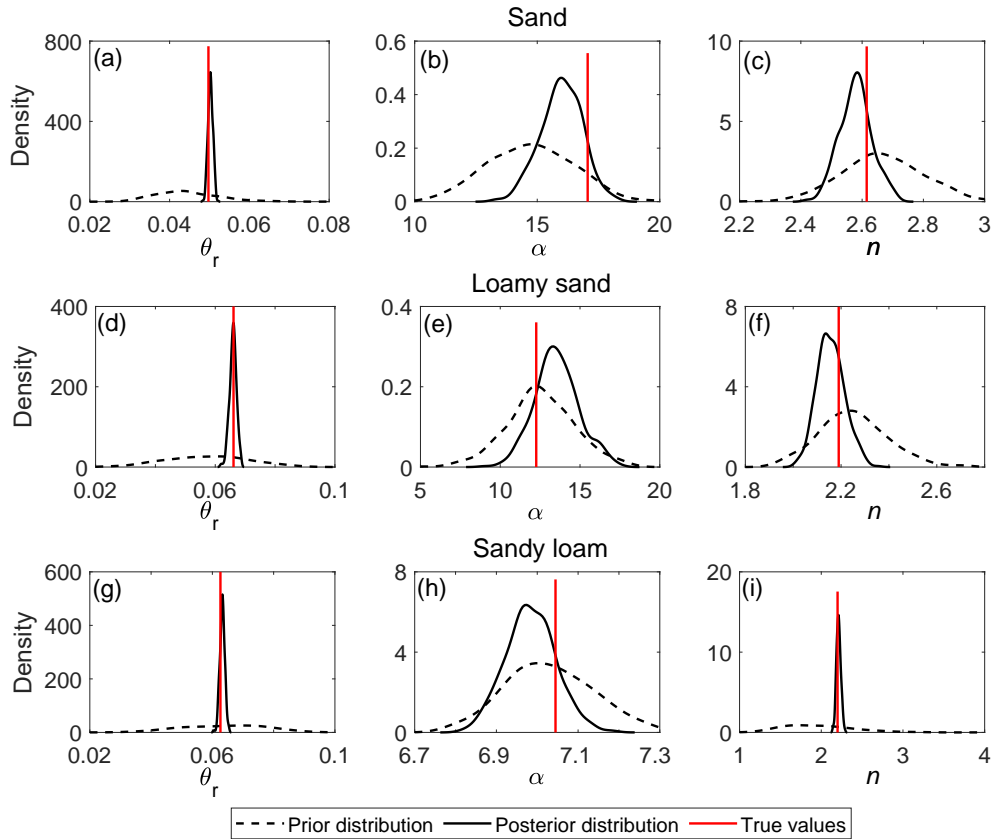 Sand
(a)
800
400
0
0.02
0.04
0.06
0.08
Density
θr
(b)
0.6
0.4
0.2
0
10
15
20
α
(c)
10
5
0
2.2
2.4
2.6
2.8
3
n
Loamy sand
(d)
400
200
0
0.02
0.06
0.1
Density
θr
(e)
0.4
0.2
0
5
10
15
20
α
(f)
8
4
0
1.8
2.2
2.6
n
Sandy loam
(g)
600
400
200
0
0.02
0.06
0.1
Density
θr
(h)
8
4
0
6.7
6.9
7.1
7.3
α
(i)
20
10
0
1
2
3
4
n
Prior distribution Posterior distribution True values